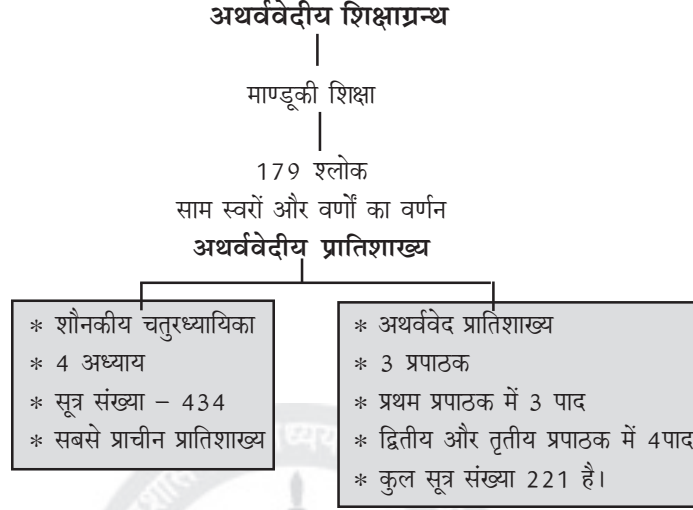 अथर्ववेदीय शिक्षाग्रन्थ
माण्डूकी शिक्षा
179 श्लोक
साम स्वरों और वर्णों का वर्णन
अथर्ववेदीय प्रातिशाख्य
* शौनकीय चतुरध्यायिका
* 4 अध्याय
* सूत्र संख्या – 434
* सबसे प्राचीन प्रातिशाख्य
* अथर्ववेद प्रातिशाख्य
* 3 प्रपाठक
* प्रथम प्रपाठक में 3 पाद
* द्वितीय और तृतीय प्रपाठक में 4पाद
* कुल सूत्र संख्या 221 है।